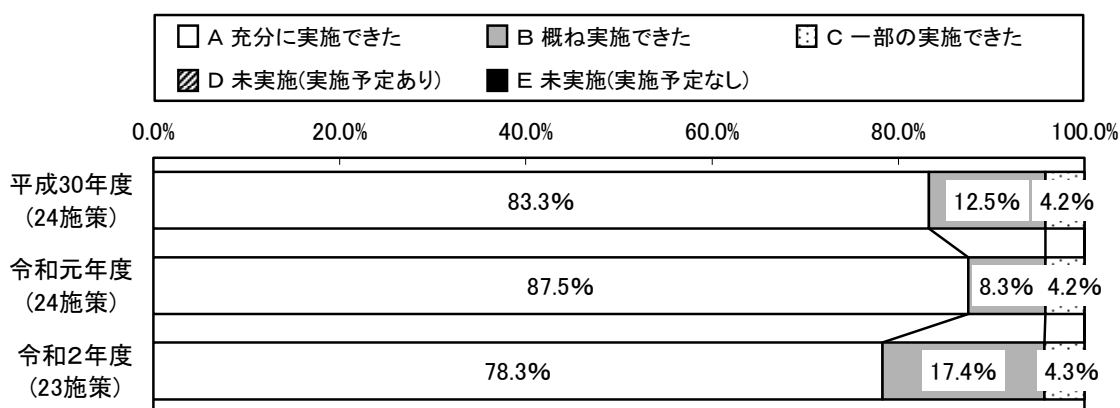 A 充分に実施できた B 概ね実施できた C 一部の実施できた
D 未実施(実施予定あり) E 未実施(実施予定なし)
0.0% 20.0% 40.0% 60.0% 80.0% 100.0%
平成30年度
(24施策)
83.3% 12.5% 4.2%
令和元年度
(24施策)
87.5% 8.3% 4.2%
令和2年度
(23施策)
78.3% 17.4% 4.3%